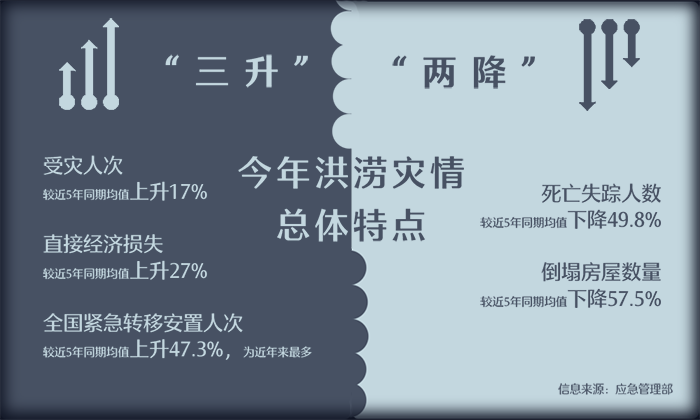 “三升”
“两降”
今年洪涝灾情
总体特点
受灾人次
较近5年同期均值上升17%
直接经济损失
较近5年同期均值上升27%
全国紧急转移安置人次
较近5年同期均值上升47.3%，为近年来最多
死亡失踪人数
较近5年同期均值下降49.8%
倒塌房屋数量
较近5年同期均值下降57.5%
信息来源：应急管理部